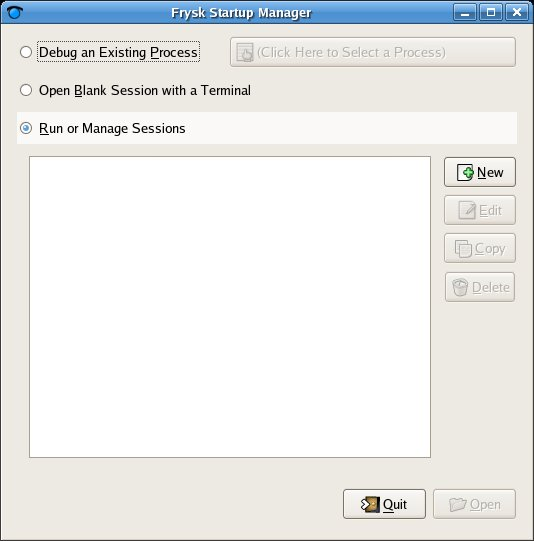 Frysk Startup Manager
Debug an Existing Process
(Click Here to Select a Process)
Open Blank Session with a Terminal
Run or Manage Sessions
New
Edit
Copy
Delete
Quit
Open